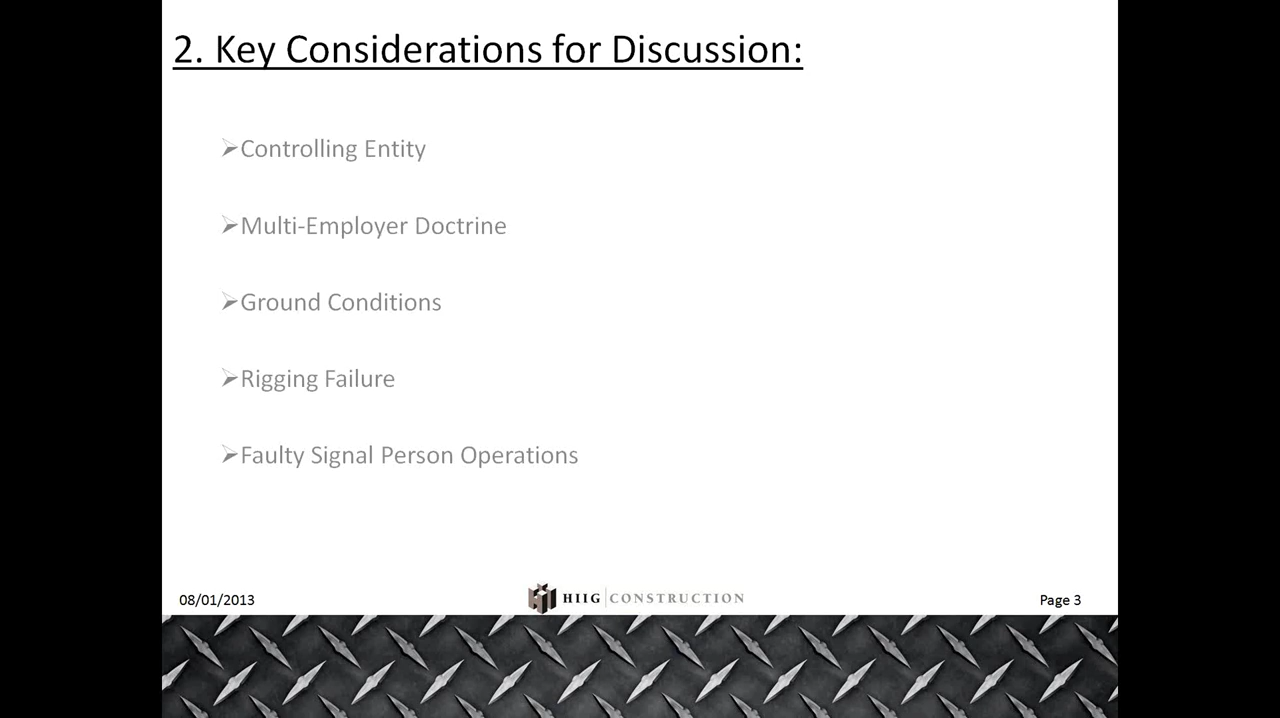 2. Key Considerations for Discussion:
➢Controlling Entity
➢Multi-Employer Doctrine
➢Ground Conditions
➢Rigging Failure
➢Faulty Signal Person Operations
08/01/2013
HIIG CONSTRUCTION
Page 3